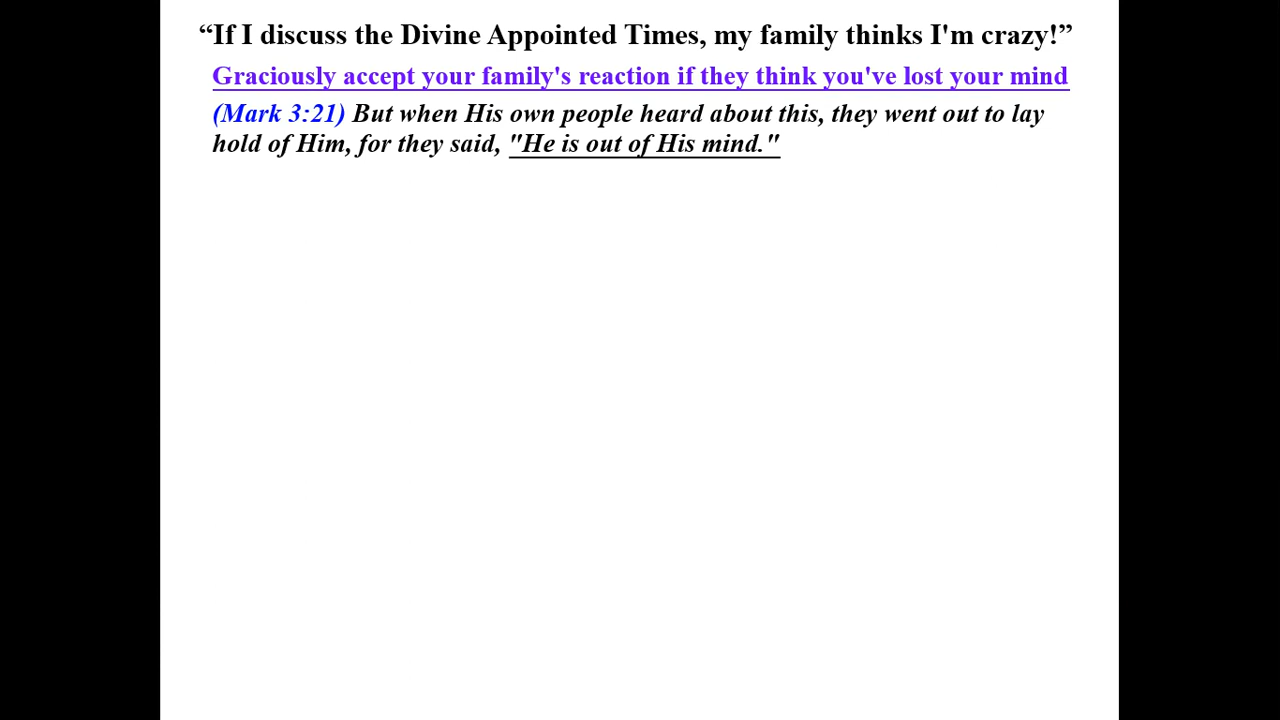 “If I discuss the Divine Appointed Times, my family thinks I'm crazy!”
Graciously accept your family's reaction if they think you've lost your mind
(Mark 3:21) But when His own people heard about this, they went out to lay
hold of Him, for they said, "He is out of His mind."